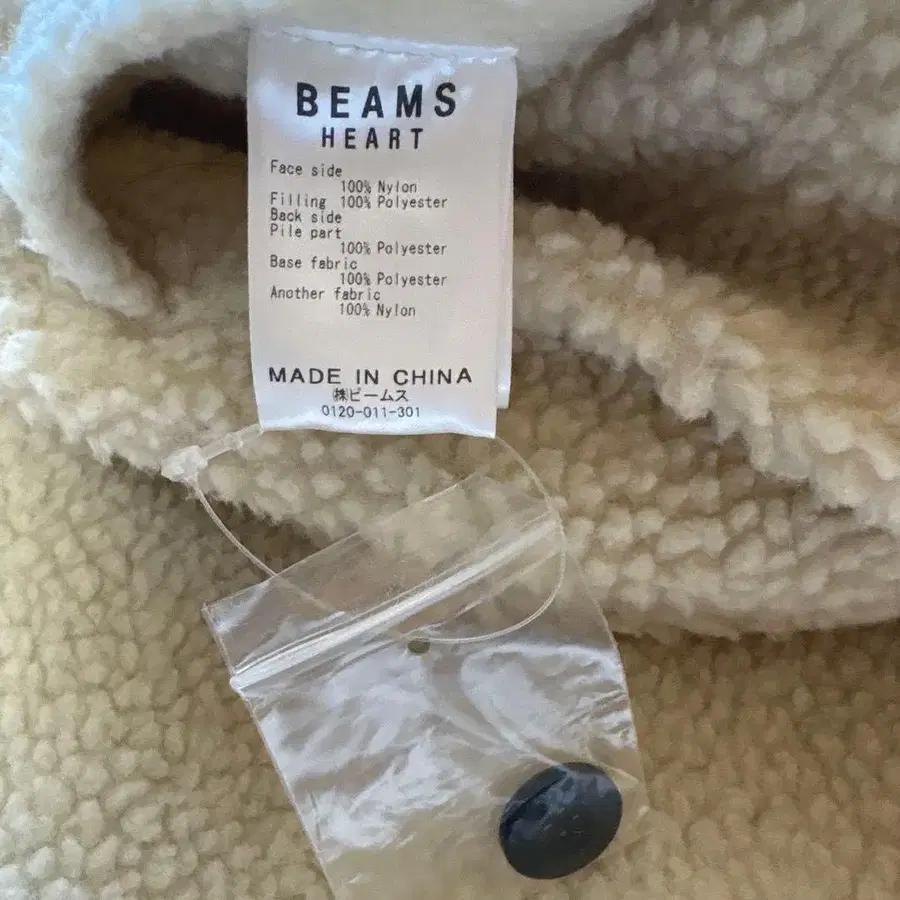 BEAMS
HEART
Face side
100% Nylon
Filling 100% Polyester
Back side
Pile part
100% Polyester
Base fabric
100% Polyester
Another fabric
100% Nylon
MADE IN CHINA
㈱ビームス
0120-011-301